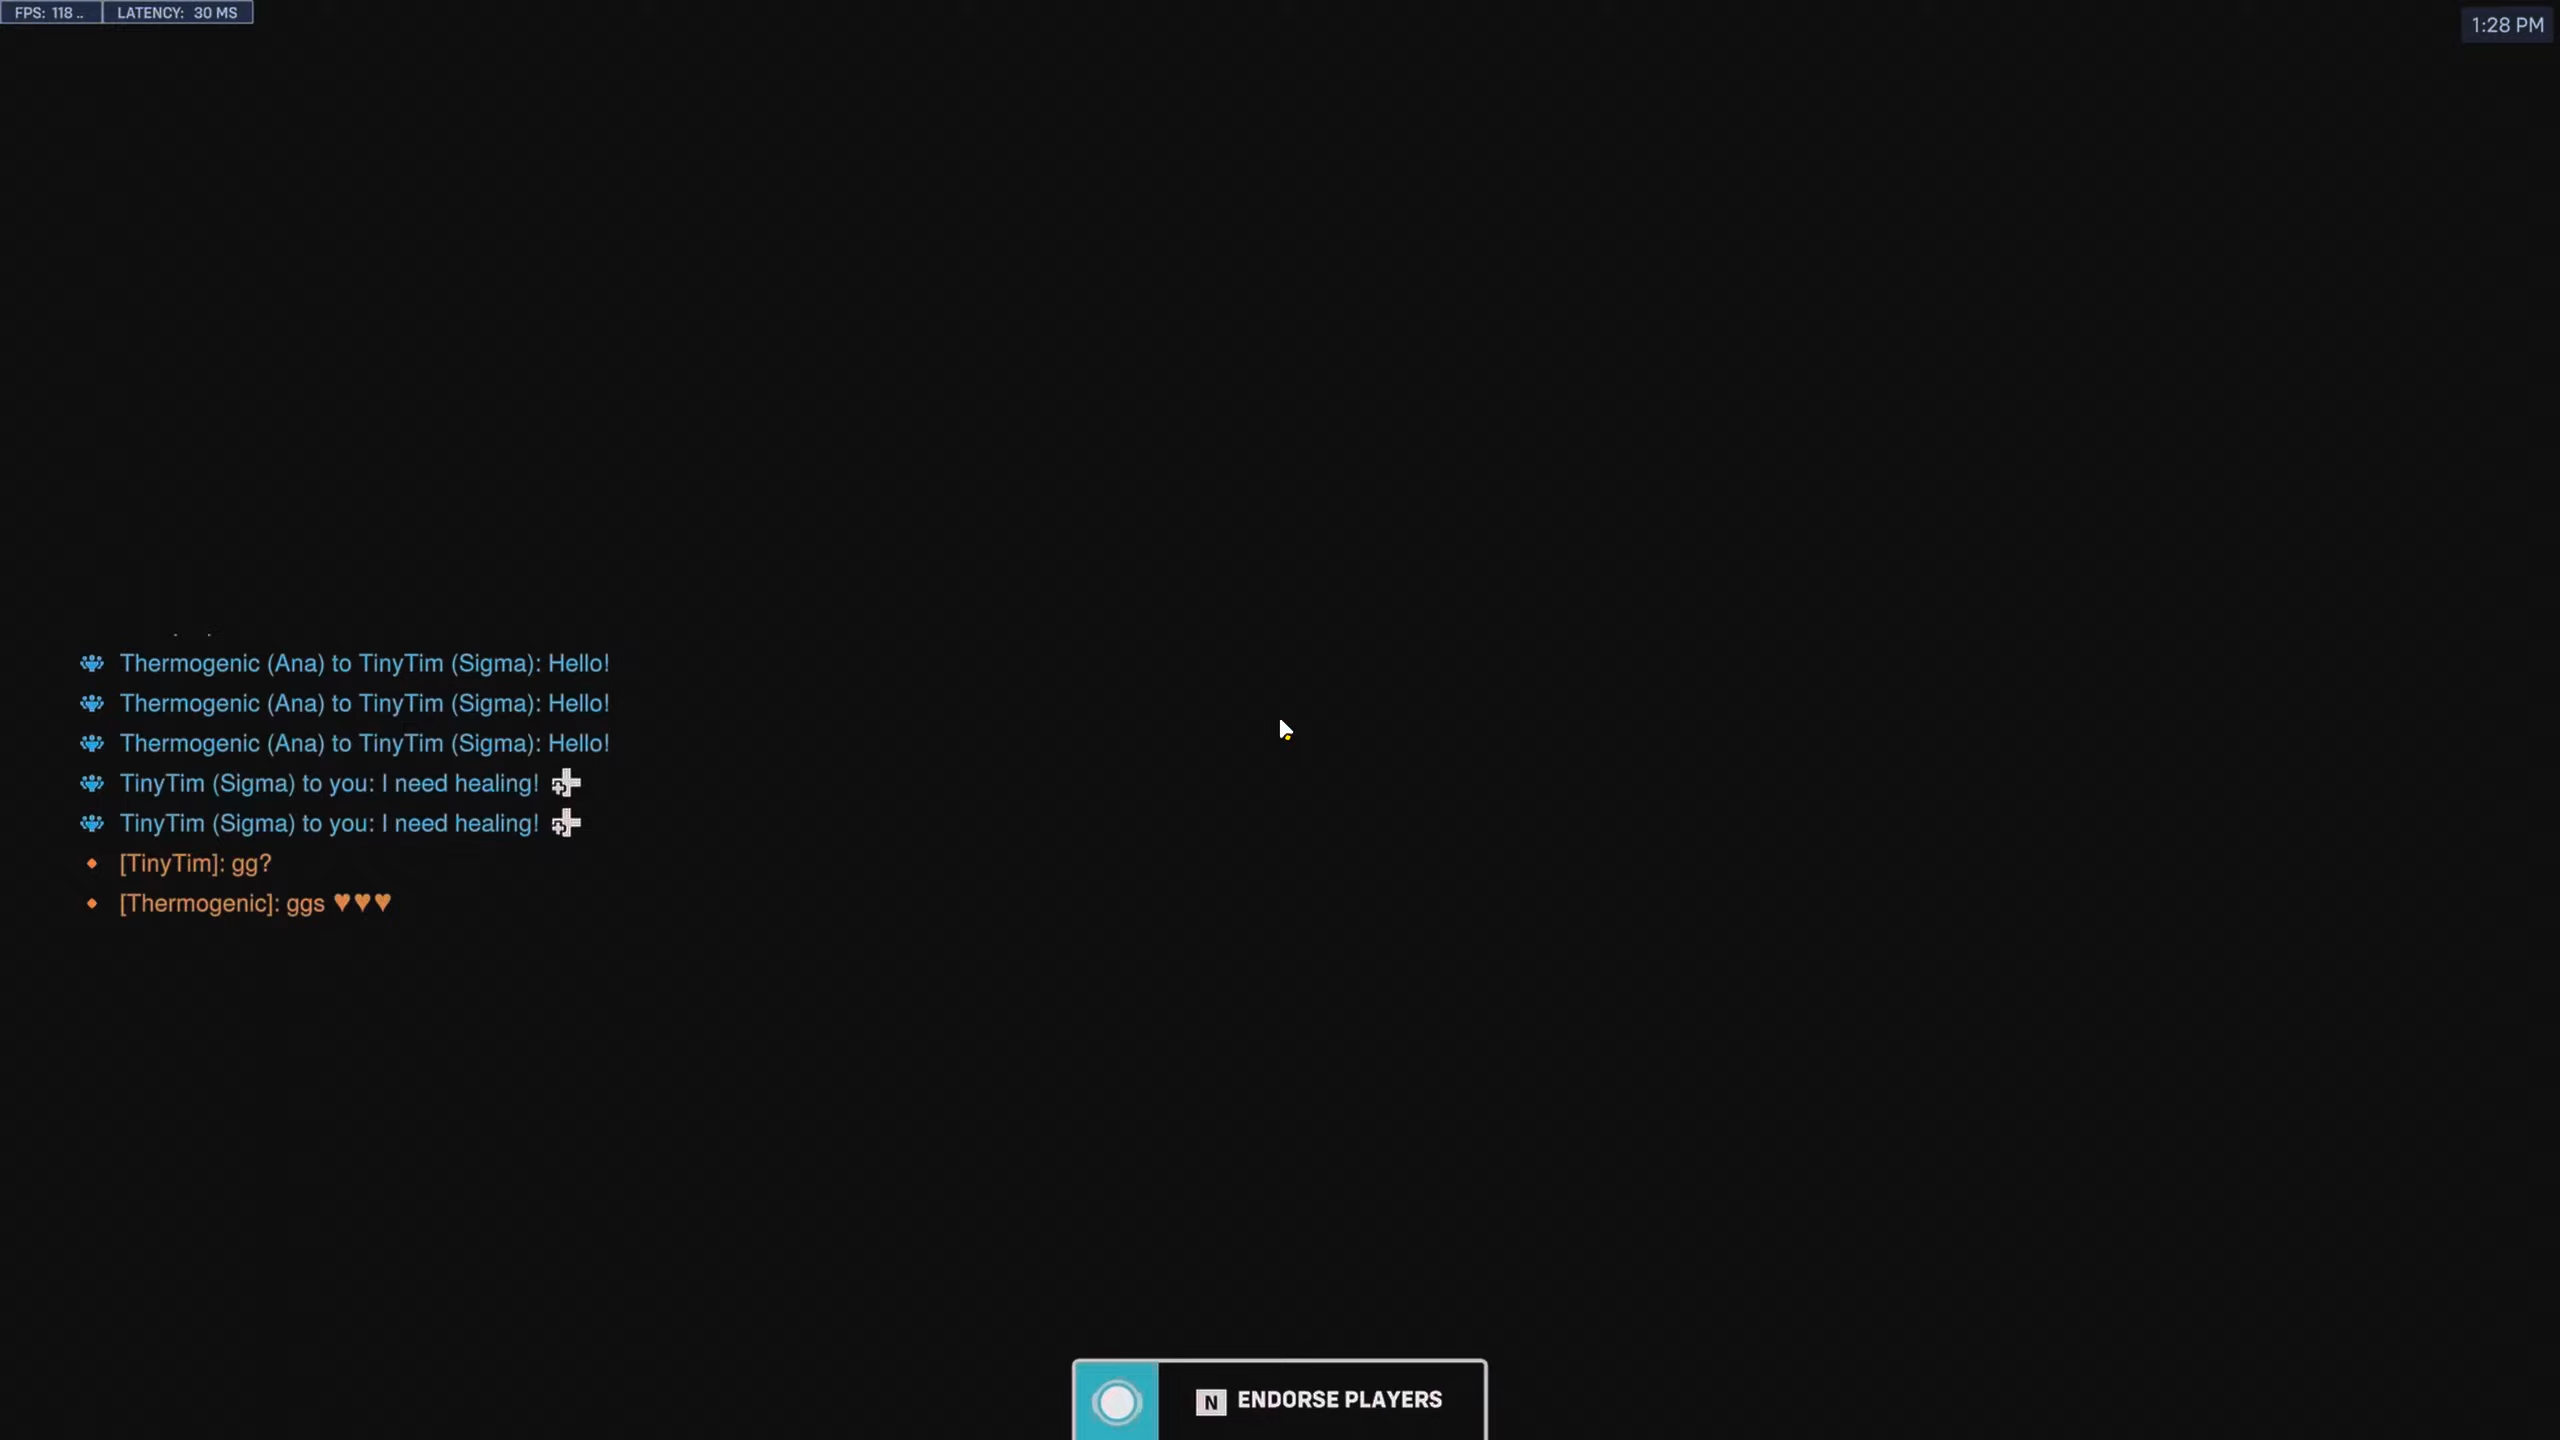 FPS: 118 .. LATENCY: 30 MS
1:28 PM
Thermogenic (Ana) to TinyTim (Sigma): Hello!
Thermogenic (Ana) to TinyTim (Sigma): Hello!
Thermogenic (Ana) to TinyTim (Sigma): Hello!
TinyTim (Sigma) to you: I need healing!
TinyTim (Sigma) to you: I need healing!
[TinyTim]: gg?
[Thermogenic]: ggs ♥♥♥
N ENDORSE PLAYERS